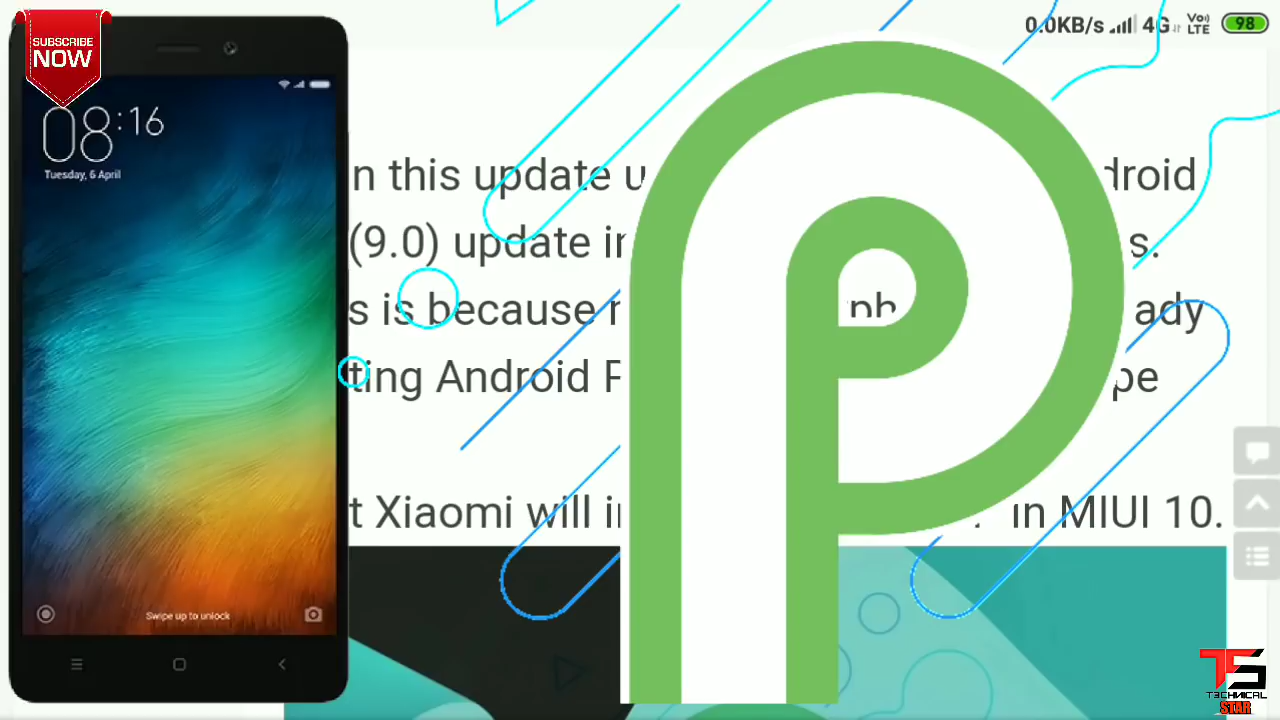 SUBSCRIBE
NOW
0.0KB/s 4G Vo) LTE 98
08:16
Tuesday, 6 April
n this update u droid
(9.0) update in s.
s is because ph ady
ting Android P pe
t Xiaomi will in in MIUI 10.
Swipe up to unlock
TS
TECHNICAL
STAR